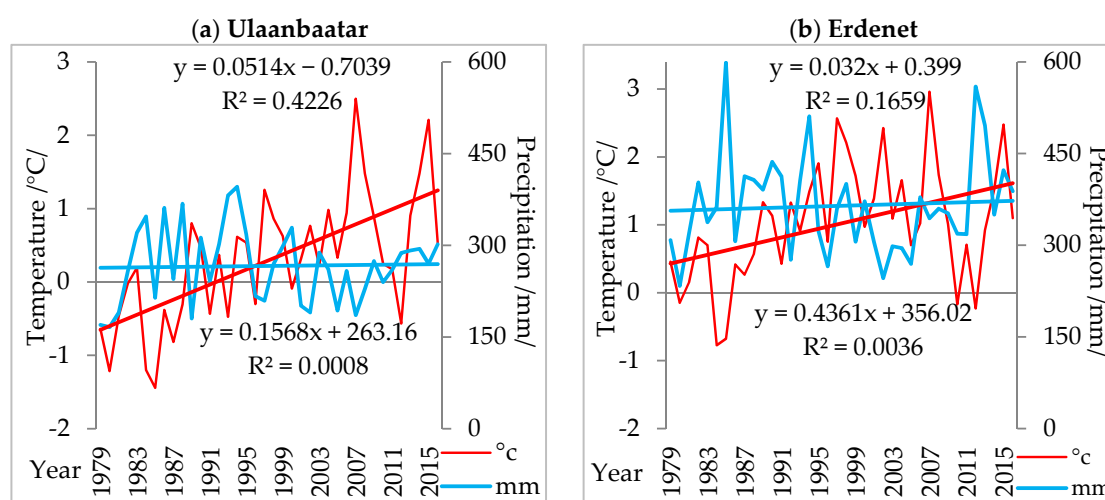 (a) Ulaanbaatar
y = 0.0514x − 0.7039
R² = 0.4226
3
2
1
0
-1
-2
Temperature /°C/
600
450
300
150
0
Precipitation /mm/
y = 0.1568x + 263.16
R² = 0.0008
Year
1979
1983
1987
1991
1995
1999
2003
2007
2011
2015
°c
mm
(b) Erdenet
y = 0.032x + 0.399
R² = 0.1659
3
2
1
0
-1
-2
Temperature /°C/
600
450
300
150
0
Precipitation /mm/
y = 0.4361x + 356.02
R² = 0.0036
Year
1979
1983
1987
1991
1995
1999
2003
2007
2011
2015
°c
mm